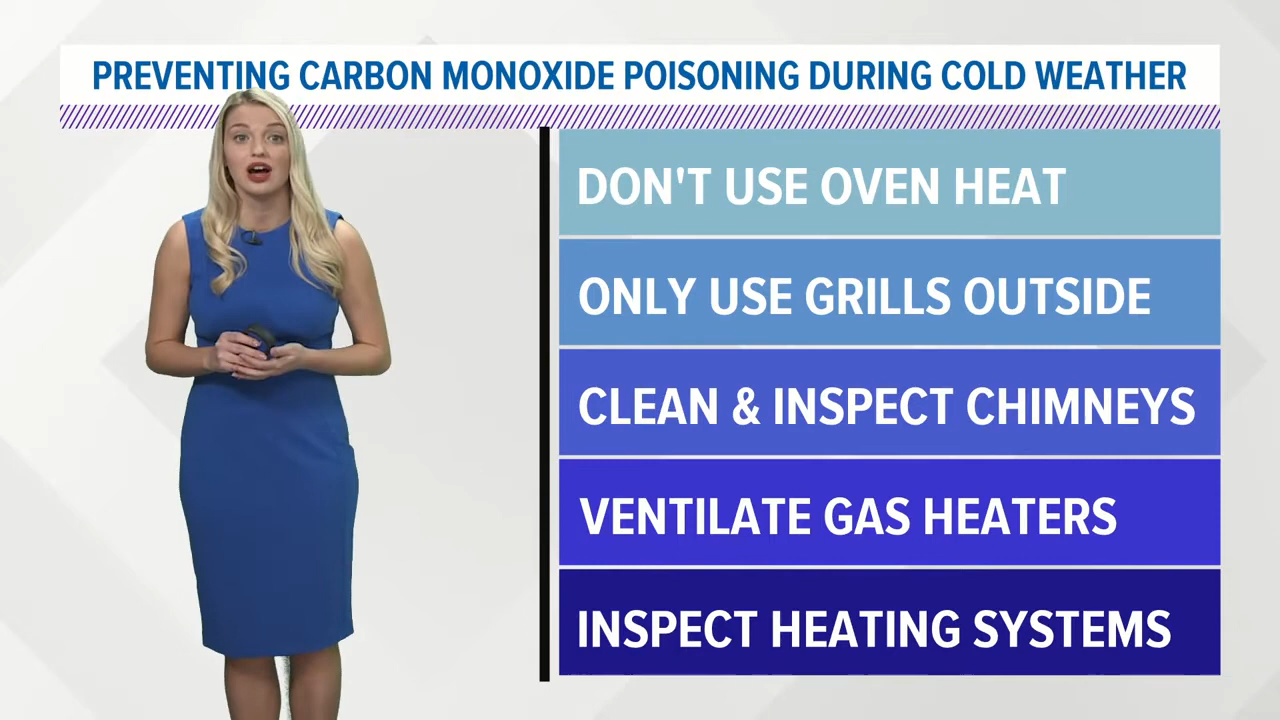 PREVENTING CARBON MONOXIDE POISONING DURING COLD WEATHER
DON'T USE OVEN HEAT
ONLY USE GRILLS OUTSIDE
CLEAN & INSPECT CHIMNEYS
VENTILATE GAS HEATERS
INSPECT HEATING SYSTEMS